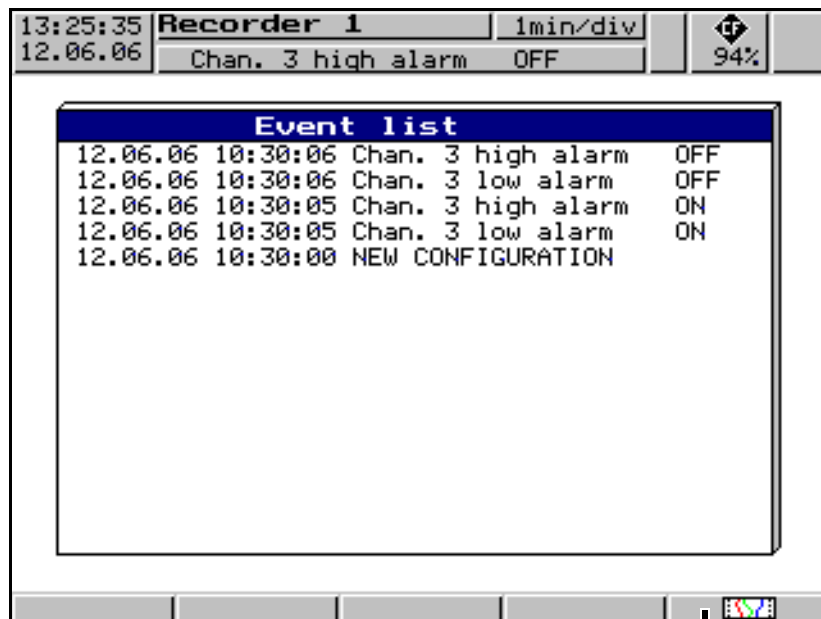 13:25:35 Recorder 1 1min/div CF
12.06.06 Chan. 3 high alarm OFF 94%
Event list
12.06.06 10:30:06 Chan. 3 high alarm OFF
12.06.06 10:30:06 Chan. 3 low alarm OFF
12.06.06 10:30:05 Chan. 3 high alarm ON
12.06.06 10:30:05 Chan. 3 low alarm ON
12.06.06 10:30:00 NEW CONFIGURATION